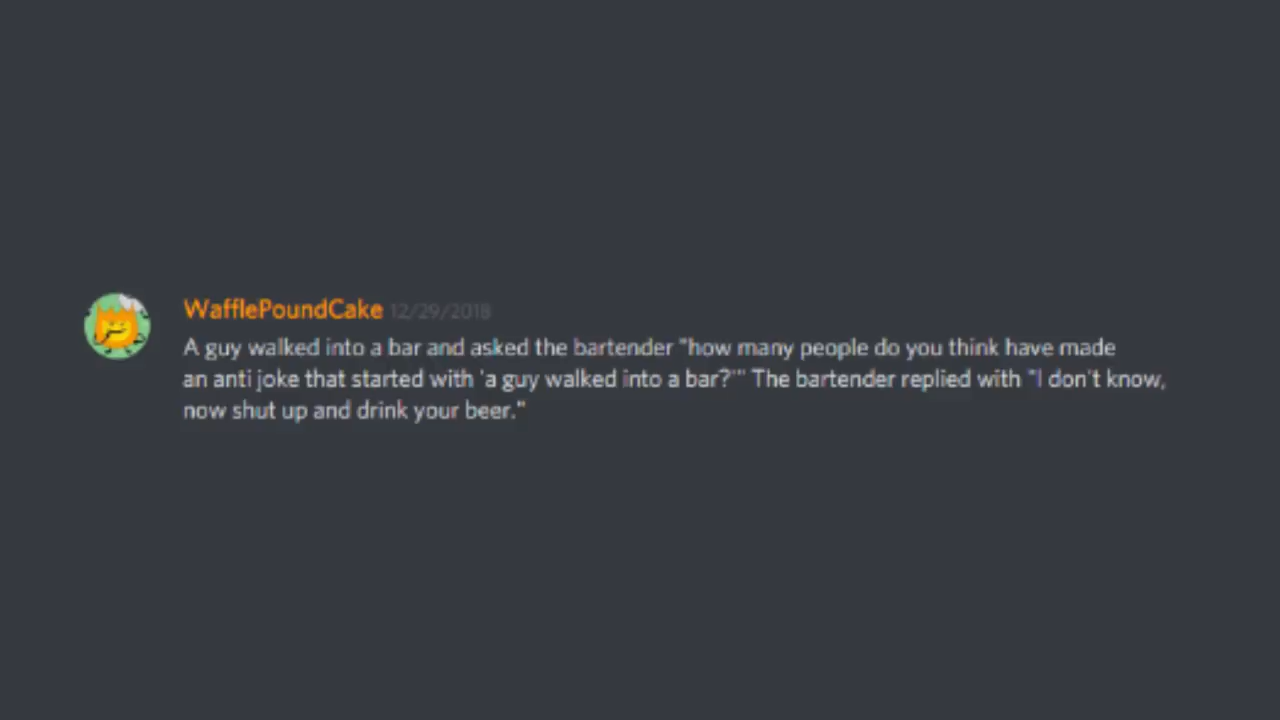 WafflePoundCake 12/29/2018
A guy walked into a bar and asked the bartender "how many people do you think have made
an anti joke that started with 'a guy walked into a bar?'" The bartender replied with "I don't know,
now shut up and drink your beer."